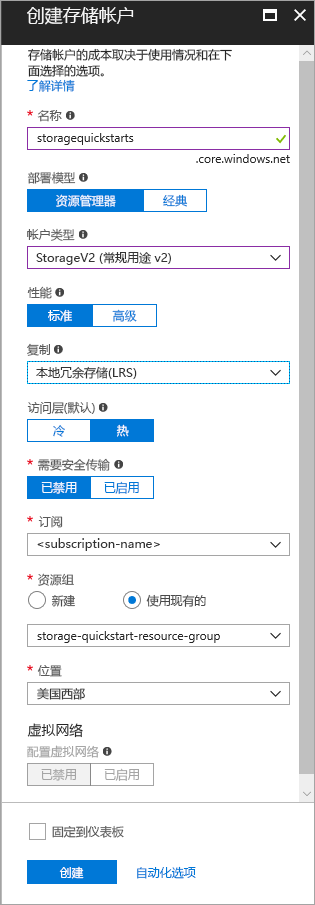 创建存储帐户
存储帐户的成本取决于使用情况和在下
面选择的选项。
了解详情
* 名称
storagequickstarts
.core.windows.net
部署模型
资源管理器 经典
帐户类型
StorageV2 (常规用途 v2)
性能
标准 高级
复制
本地冗余存储(LRS)
访问层(默认)
冷 热
* 需要安全传输
已禁用 已启用
* 订阅
<subscription-name>
* 资源组
新建 使用现有的
storage-quickstart-resource-group
* 位置
美国西部
虚拟网络
配置虚拟网络
已禁用 已启用
固定到仪表板
创建 自动化选项